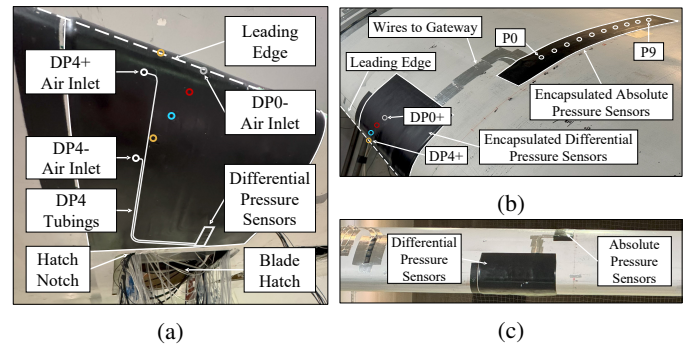 Leading
Edge
DP4+
Air Inlet
DP0-
Air Inlet
DP4-
Air Inlet
Differential
Pressure
Sensors
DP4
Tubings
Hatch
Notch
Blade
Hatch
(a)
Wires to Gateway
P0
P9
Leading Edge
Encapsulated Absolute
Pressure Sensors
DP0+
Encapsulated Differential
Pressure Sensors
DP4+
(b)
Differential
Pressure
Sensors
Absolute
Pressure
Sensors
(c)